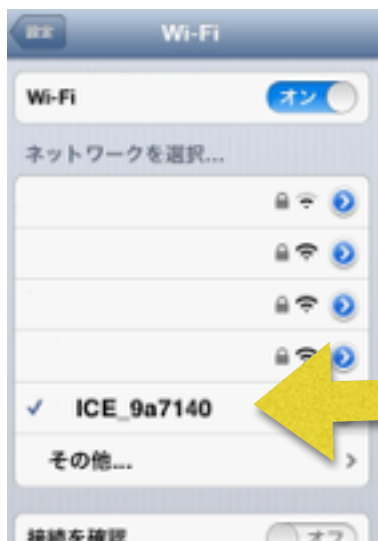 設定
Wi-Fi
Wi-Fi
オン
ネットワークを選択...
ICE_9a7140
その他...
接続を確認
オフ